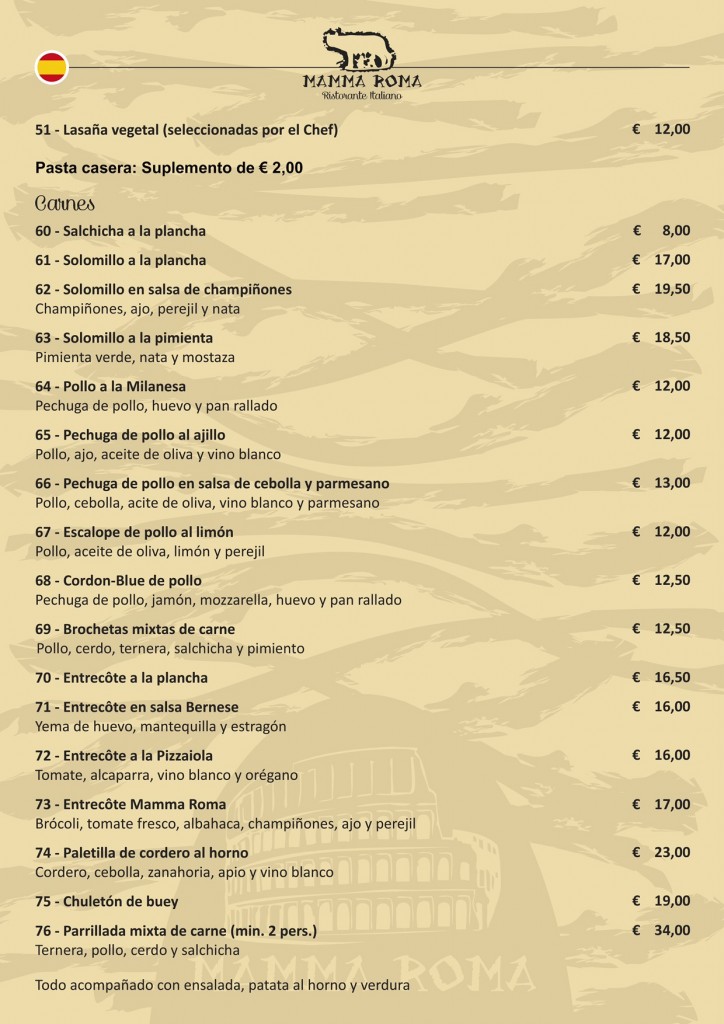 MAMMA ROMA
Ristorante Italiano
51 - Lasaña vegetal (seleccionadas por el Chef) € 12,00
Pasta casera: Suplemento de € 2,00
Carnes
60 - Salchicha a la plancha € 8,00
61 - Solomillo a la plancha € 17,00
62 - Solomillo en salsa de champiñones € 19,50
Champiñones, ajo, perejil y nata
63 - Solomillo a la pimienta € 18,50
Pimienta verde, nata y mostaza
64 - Pollo a la Milanesa € 12,00
Pechuga de pollo, huevo y pan rallado
65 - Pechuga de pollo al ajillo € 12,00
Pollo, ajo, aceite de oliva y vino blanco
66 - Pechuga de pollo en salsa de cebolla y parmesano € 13,00
Pollo, cebolla, acite de oliva, vino blanco y parmesano
67 - Escalope de pollo al limón € 12,00
Pollo, aceite de oliva, limón y perejil
68 - Cordon-Blue de pollo € 12,50
Pechuga de pollo, jamón, mozzarella, huevo y pan rallado
69 - Brochetas mixtas de carne € 12,50
Pollo, cerdo, ternera, salchicha y pimiento
70 - Entrecôte a la plancha € 16,50
71 - Entrecôte en salsa Bernese € 16,00
Yema de huevo, mantequilla y estragón
72 - Entrecôte a la Pizzaiola € 16,00
Tomate, alcaparra, vino blanco y orégano
73 - Entrecôte Mamma Roma € 17,00
Brócoli, tomate fresco, albahaca, champiñones, ajo y perejil
74 - Paletilla de cordero al horno € 23,00
Cordero, cebolla, zanahoria, apio y vino blanco
75 - Chuletón de buey € 19,00
76 - Parrillada mixta de carne (min. 2 pers.) € 34,00
Ternera, pollo, cerdo y salchicha
MAMMA ROMA
Todo acompañado con ensalada, patata al horno y verdura